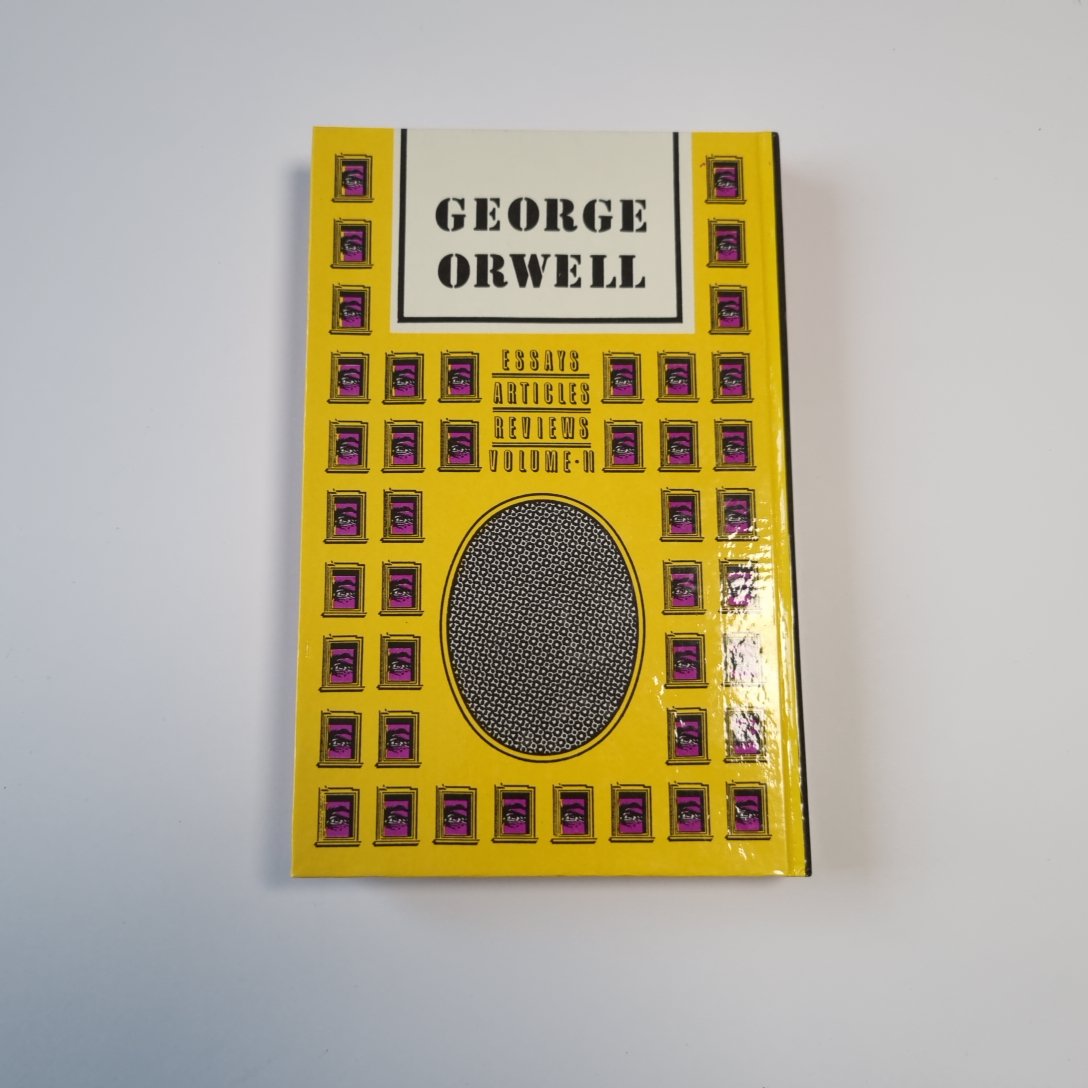 GEORGE
ORWELL
ESSAYS
ARTICLES
REVIEWS
VOLUME·II